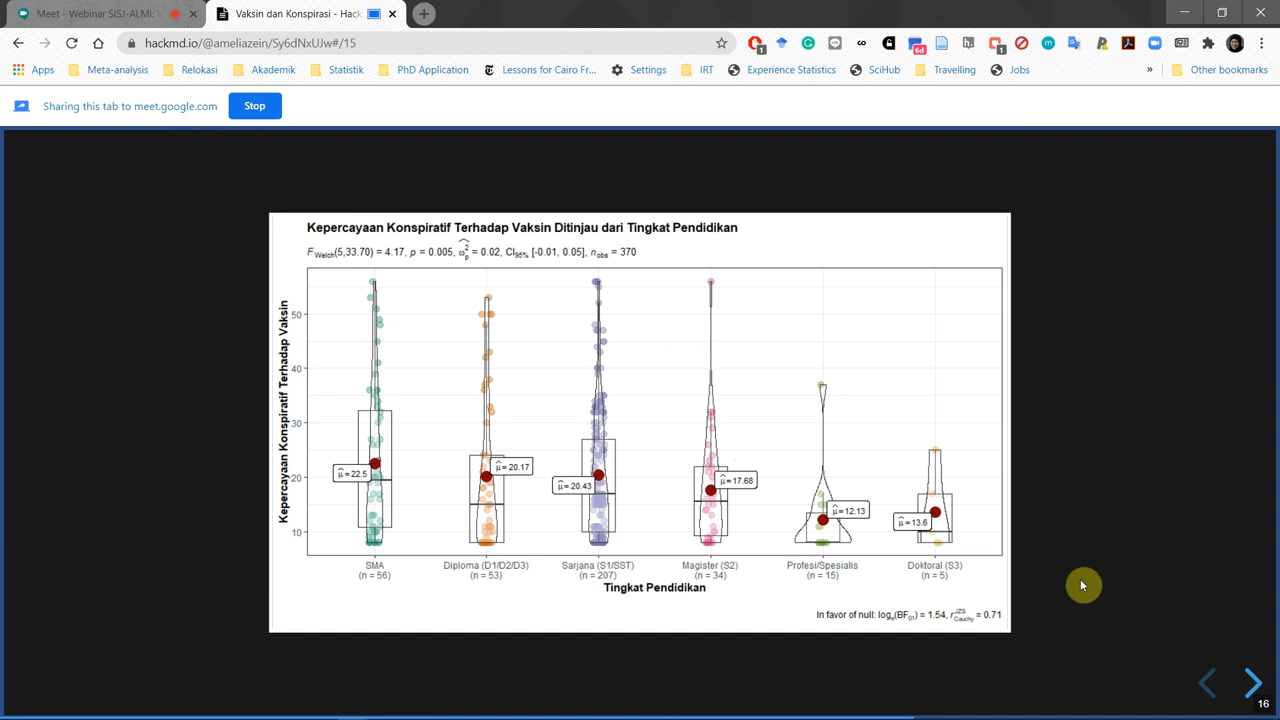 Meet - Webinar SISJ-ALMI: V
Vaksin dan Konspirasi - Hack
hackmd.io/@ameliazein/Sy6dNxUJw#/15
1
6d
1
Apps
Meta-analysis
Relokasi
Akademik
Statistik
PhD Application
Lessons for Cairo Fr...
Settings
IRT
Experience Statistics
SciHub
Travelling
Jobs
»
Other bookmarks
Sharing this tab to meet.google.com
Stop
Kepercayaan Konspiratif Terhadap Vaksin Ditinjau dari Tingkat Pendidikan
F Welch (5,33.70) = 4.17, p = 0.005, ω̂²p = 0.02, CI95% [-0.01, 0.05], nobs = 370
Kepercayaan Konspiratif Terhadap Vaksin
50
40
30
20
10
μ̂=22.5
μ̂=20.17
μ̂=20.43
μ̂=17.68
μ̂=12.13
μ̂=13.6
SMA
(n = 56)
Diploma (D1/D2/D3)
(n = 53)
Sarjana (S1/SST)
(n = 207)
Magister (S2)
(n = 34)
Profesi/Spesialis
(n = 15)
Doktoral (S3)
(n = 5)
Tingkat Pendidikan
In favor of null: loge(BF01) = 1.54, rJZSCauchy = 0.71
16